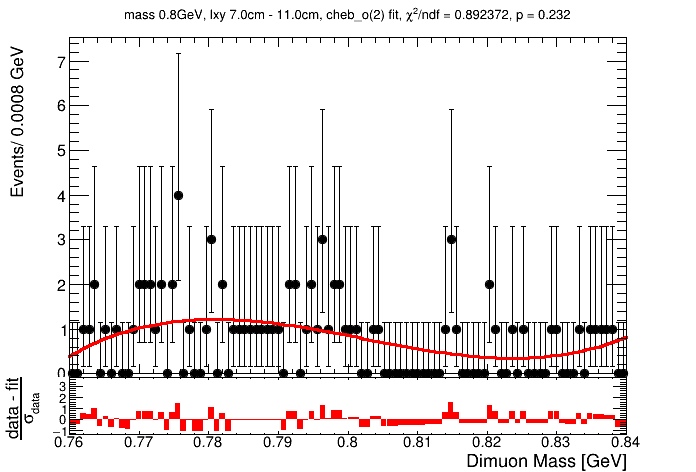 mass 0.8GeV, lxy 7.0cm - 11.0cm, cheb_o(2) fit, χ²/ndf = 0.892372, p = 0.232
Events/ 0.0008 GeV
7
6
5
4
3
2
1
0
data - fit
σdata
3
2
1
0
−1
0.76 0.77 0.78 0.79 0.8 0.81 0.82 0.83 0.84
Dimuon Mass [GeV]